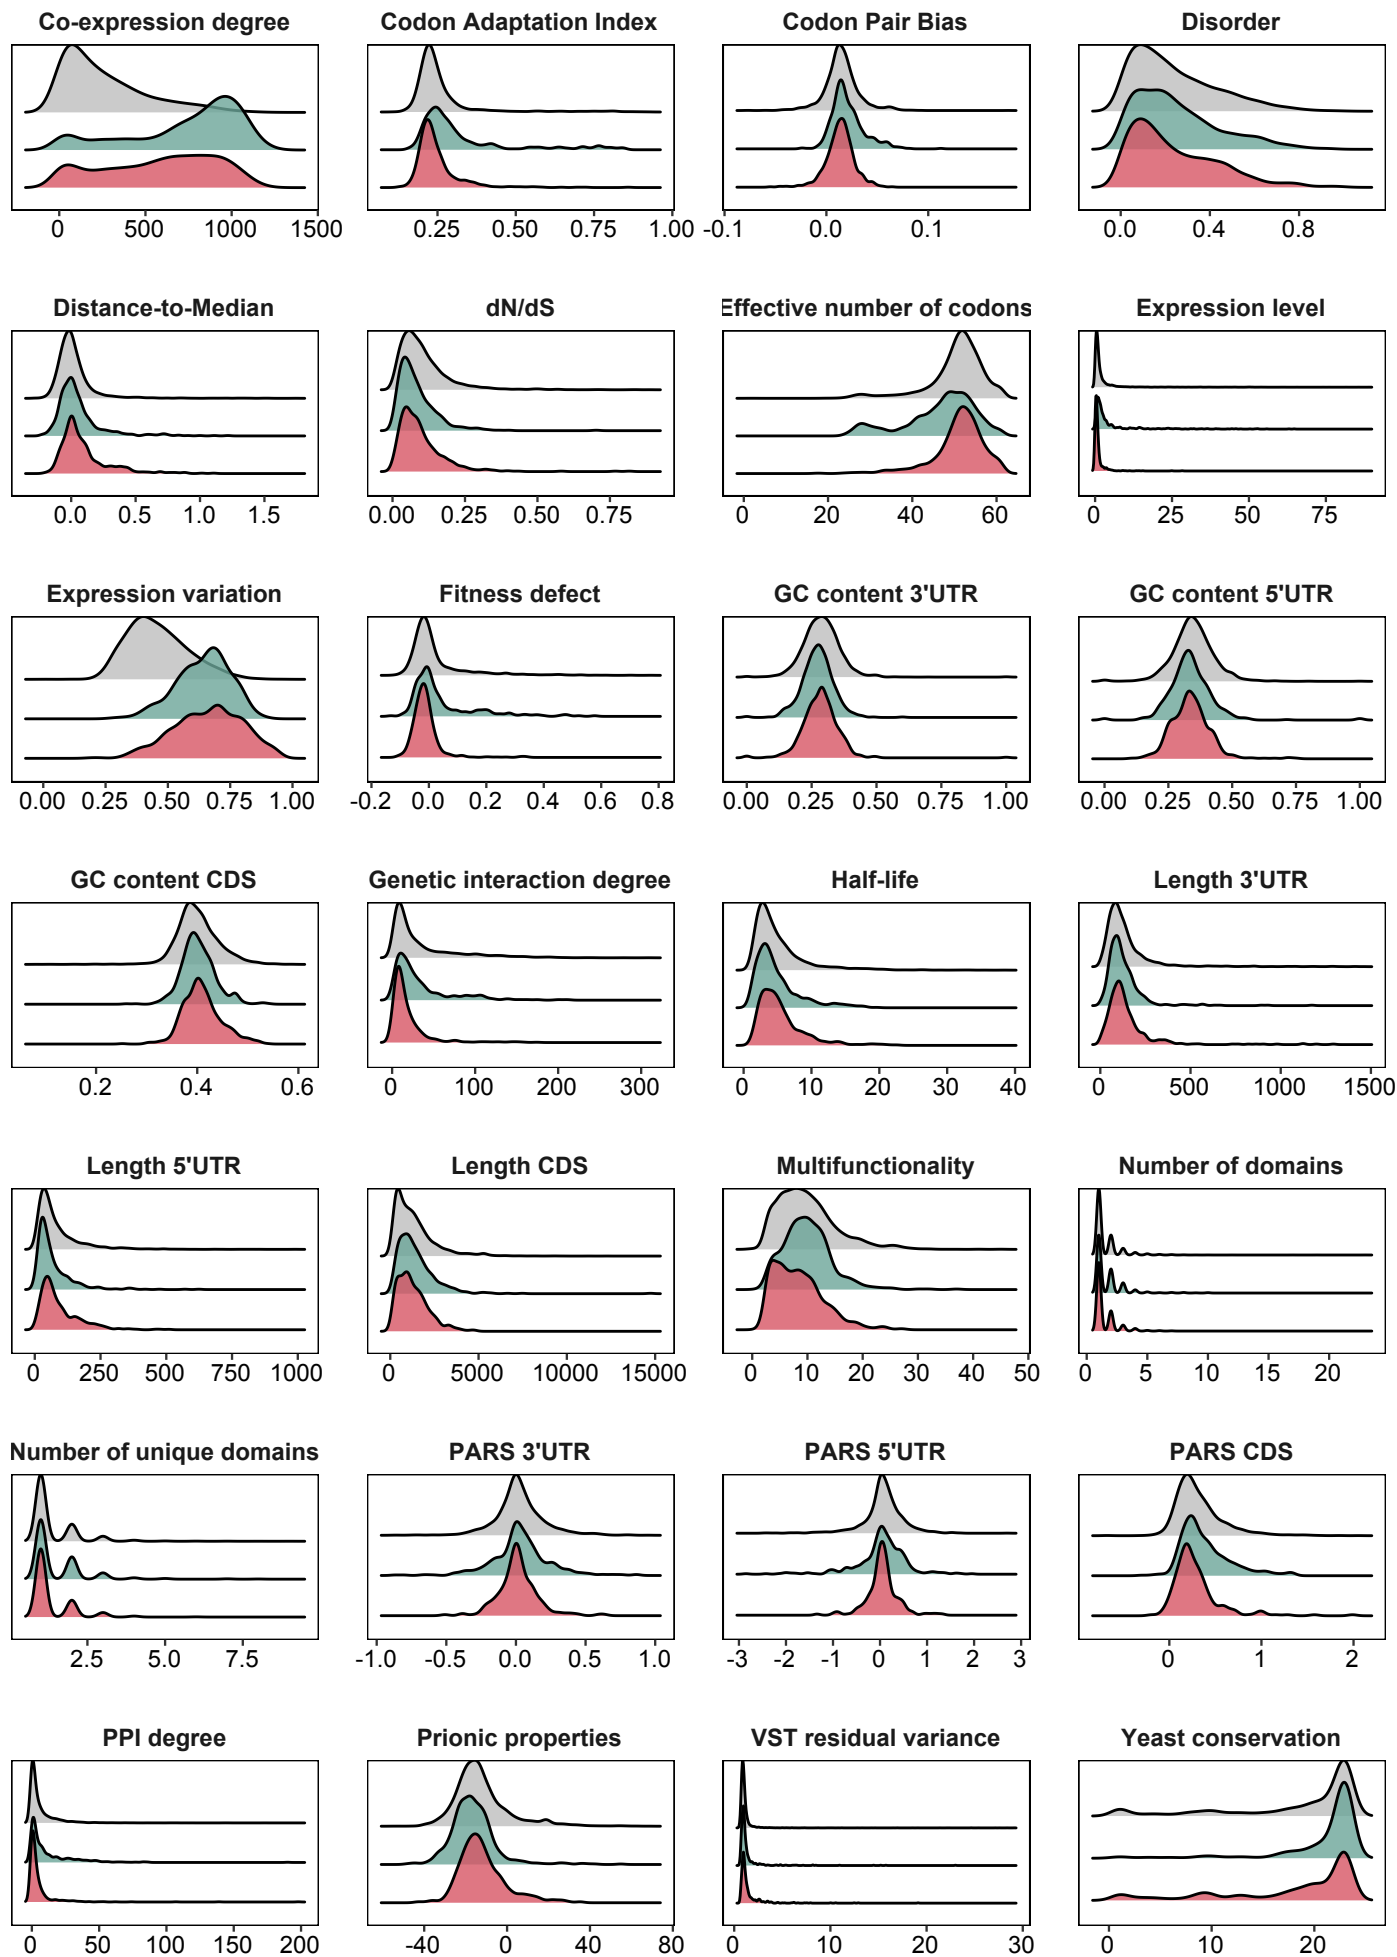 Co-expression degree Codon Adaptation Index Codon Pair Bias Disorder
0 500 1000 1500 0.25 0.50 0.75 1.00 -0.1 0.0 0.1 0.0 0.4 0.8
Distance-to-Median dN/dS Effective number of codons Expression level
0.0 0.5 1.0 1.5 0.00 0.25 0.50 0.75 0 20 40 60 0 25 50 75
Expression variation Fitness defect GC content 3'UTR GC content 5'UTR
0.00 0.25 0.50 0.75 1.00 -0.2 0.0 0.2 0.4 0.6 0.8 0.00 0.25 0.50 0.75 1.00 0.00 0.25 0.50 0.75 1.00
GC content CDS Genetic interaction degree Half-life Length 3'UTR
0.2 0.4 0.6 0 100 200 300 0 10 20 30 40 0 500 1000 1500
Length 5'UTR Length CDS Multifunctionality Number of domains
0 250 500 750 1000 0 5000 10000 15000 0 10 20 30 40 50 0 5 10 15 20
Number of unique domains PARS 3'UTR PARS 5'UTR PARS CDS
2.5 5.0 7.5 -1.0 -0.5 0.0 0.5 1.0 -3 -2 -1 0 1 2 3 0 1 2
PPI degree Prionic properties VST residual variance Yeast conservation
0 50 100 150 200 -40 0 40 80 0 10 20 30 0 10 20